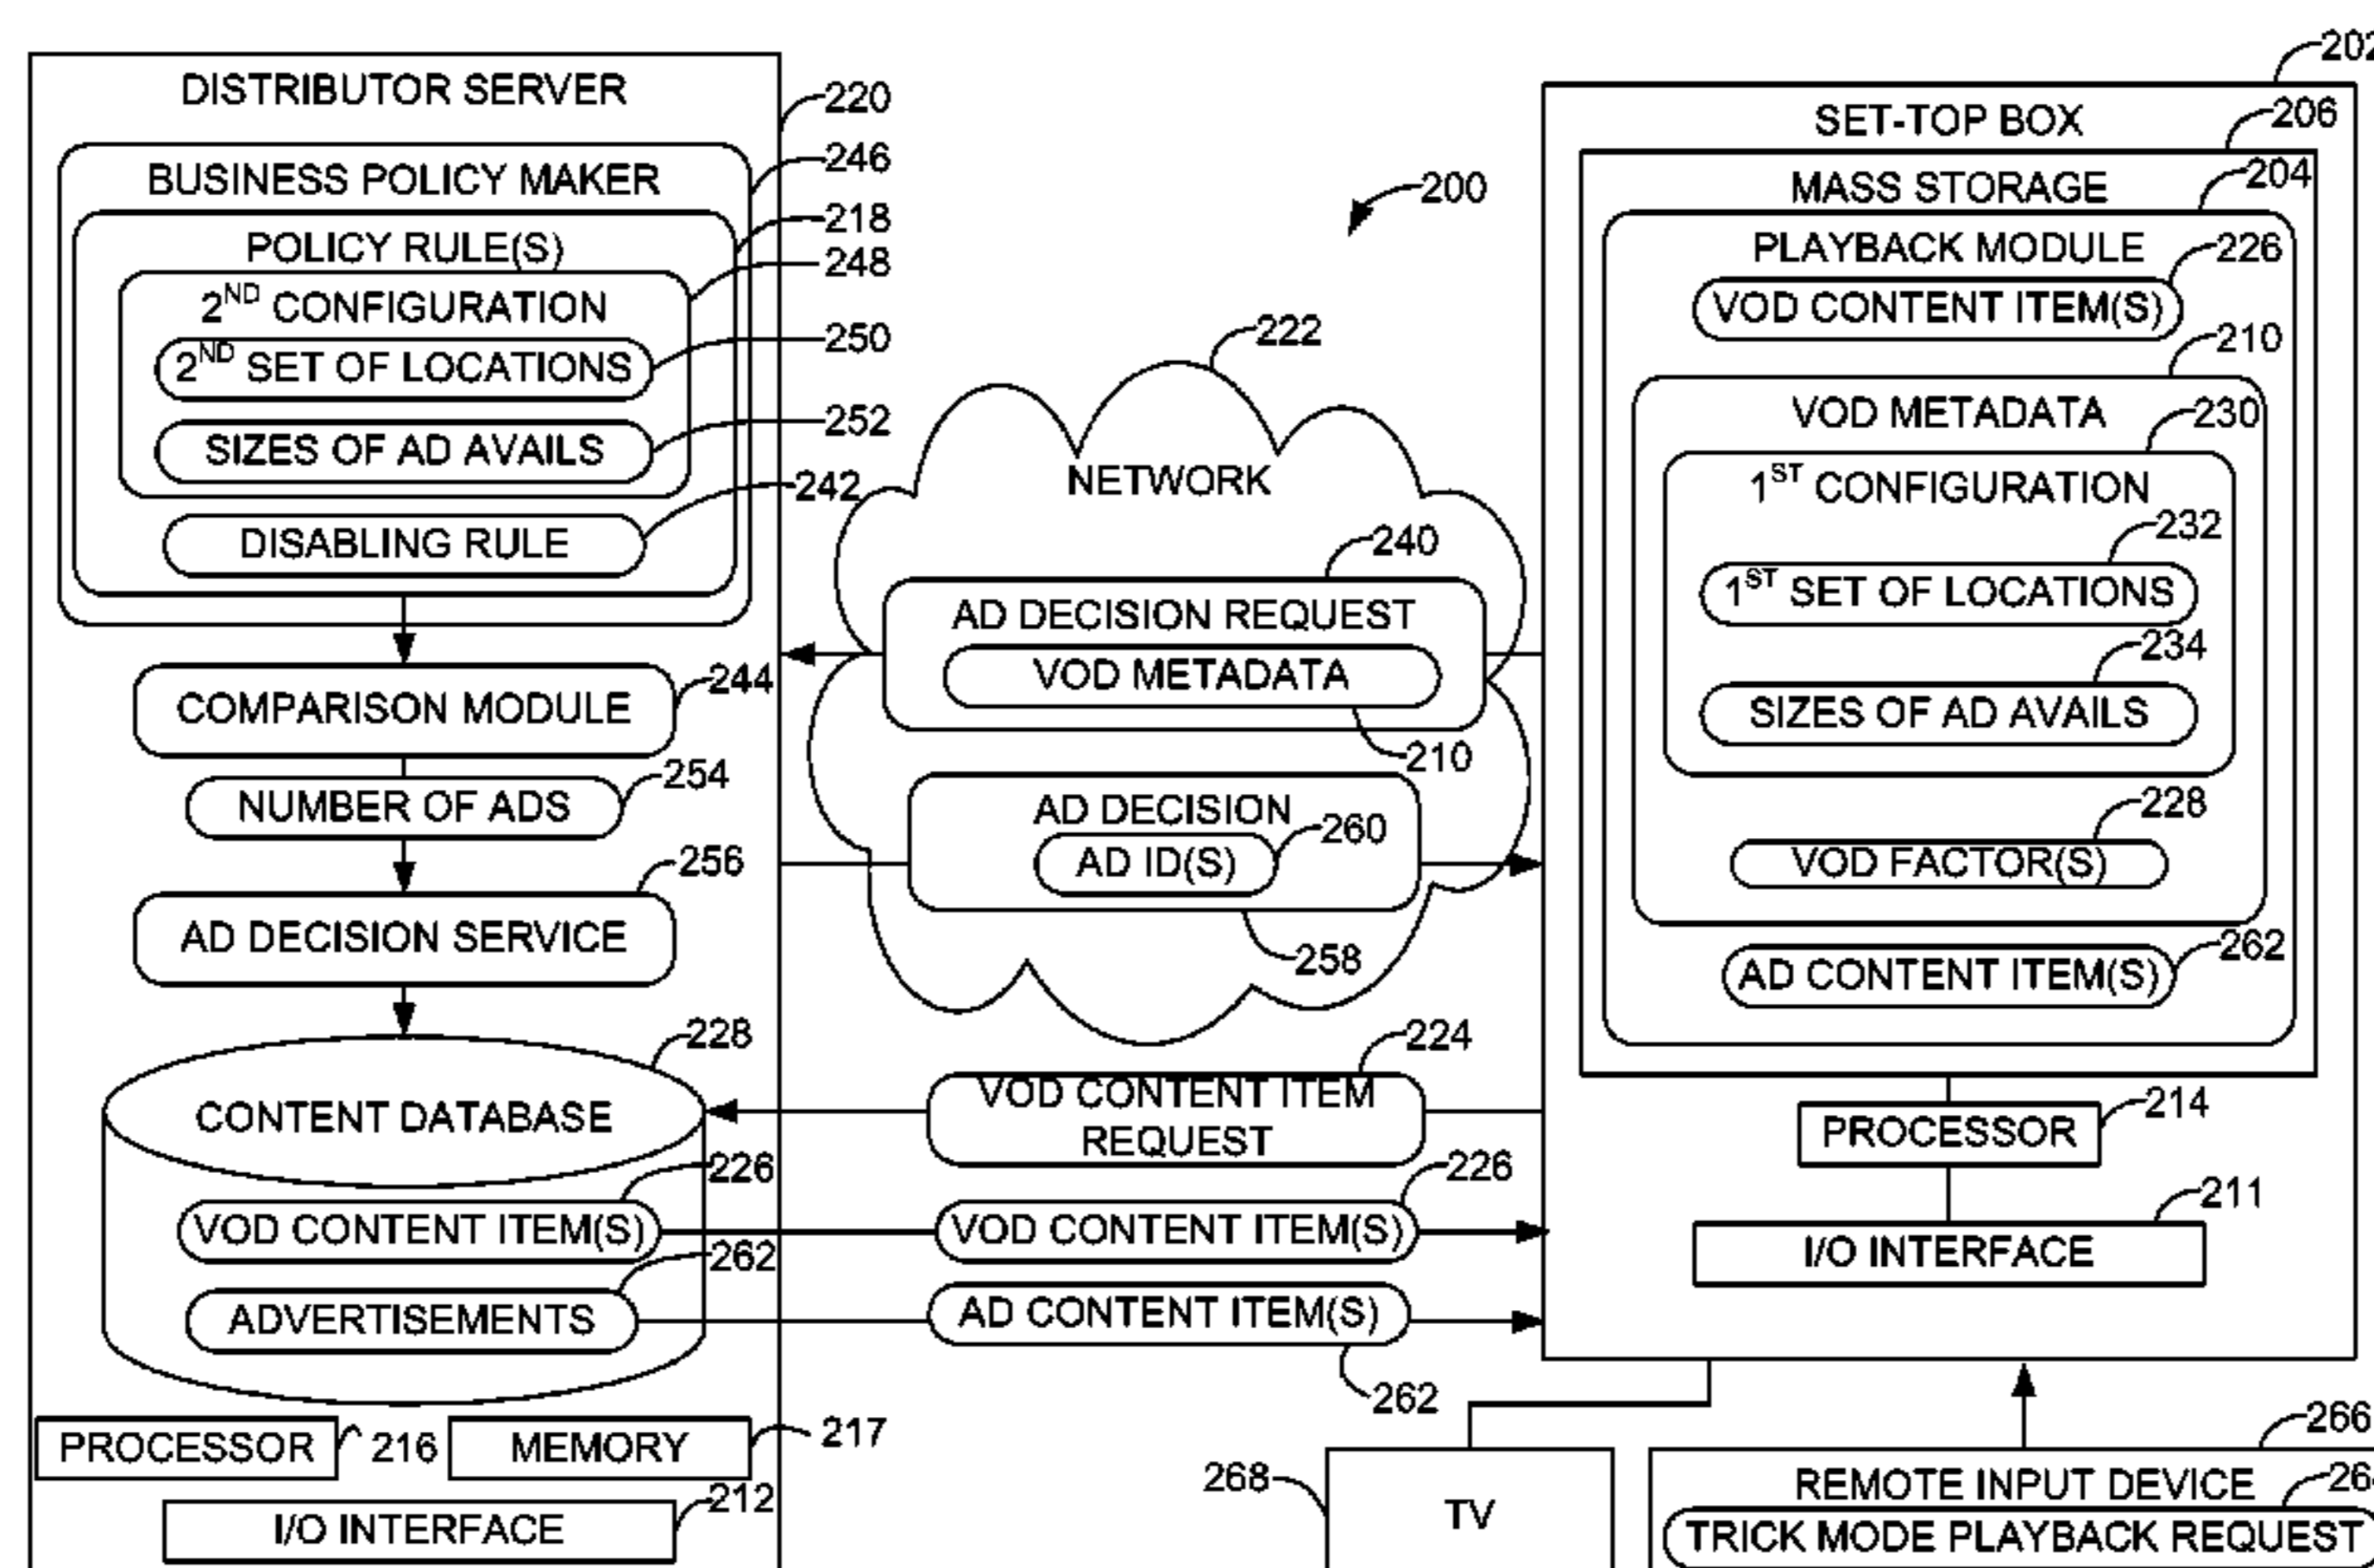 DISTRIBUTOR SERVER
220
BUSINESS POLICY MAKER
246
POLICY RULE(S)
218
2ND CONFIGURATION
248
2ND SET OF LOCATIONS
250
SIZES OF AD AVAILS
252
DISABLING RULE
242
COMPARISON MODULE
244
NUMBER OF ADS
254
AD DECISION SERVICE
256
CONTENT DATABASE
228
VOD CONTENT ITEM(S)
226
ADVERTISEMENTS
262
PROCESSOR
216
MEMORY
217
I/O INTERFACE
212
200
NETWORK
222
AD DECISION REQUEST
240
VOD METADATA
210
AD DECISION
AD ID(S)
260
258
VOD CONTENT ITEM
REQUEST
224
VOD CONTENT ITEM(S)
226
AD CONTENT ITEM(S)
262
SET-TOP BOX
202
MASS STORAGE
206
PLAYBACK MODULE
204
VOD CONTENT ITEM(S)
226
VOD METADATA
210
1ST CONFIGURATION
230
1ST SET OF LOCATIONS
232
SIZES OF AD AVAILS
234
VOD FACTOR(S)
228
AD CONTENT ITEM(S)
262
PROCESSOR
214
I/O INTERFACE
211
TV
268
REMOTE INPUT DEVICE
266
TRICK MODE PLAYBACK REQUEST